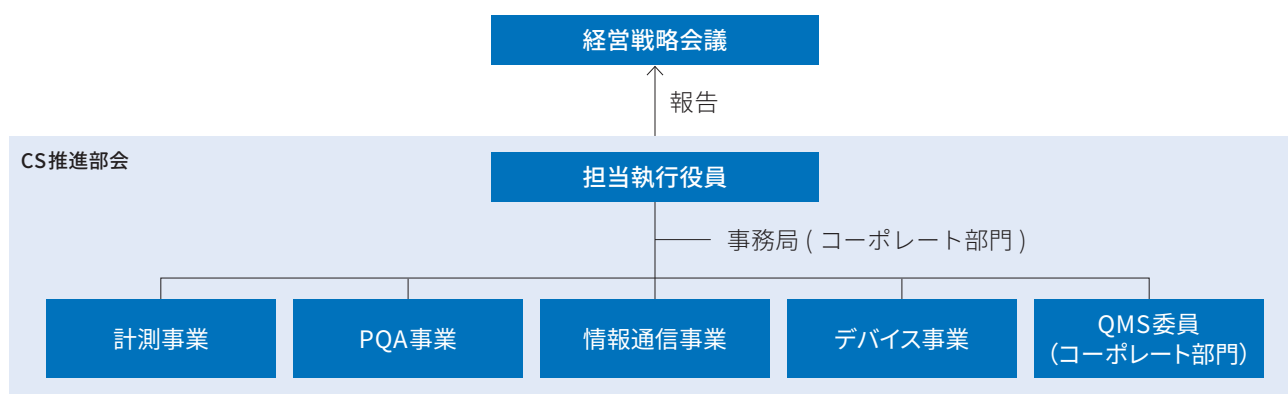 経営戦略会議
報告
CS推進部会
担当執行役員
事務局 ( コーポレート部門 )
計測事業
PQA事業
情報通信事業
デバイス事業
QMS委員
（コーポレート部門）